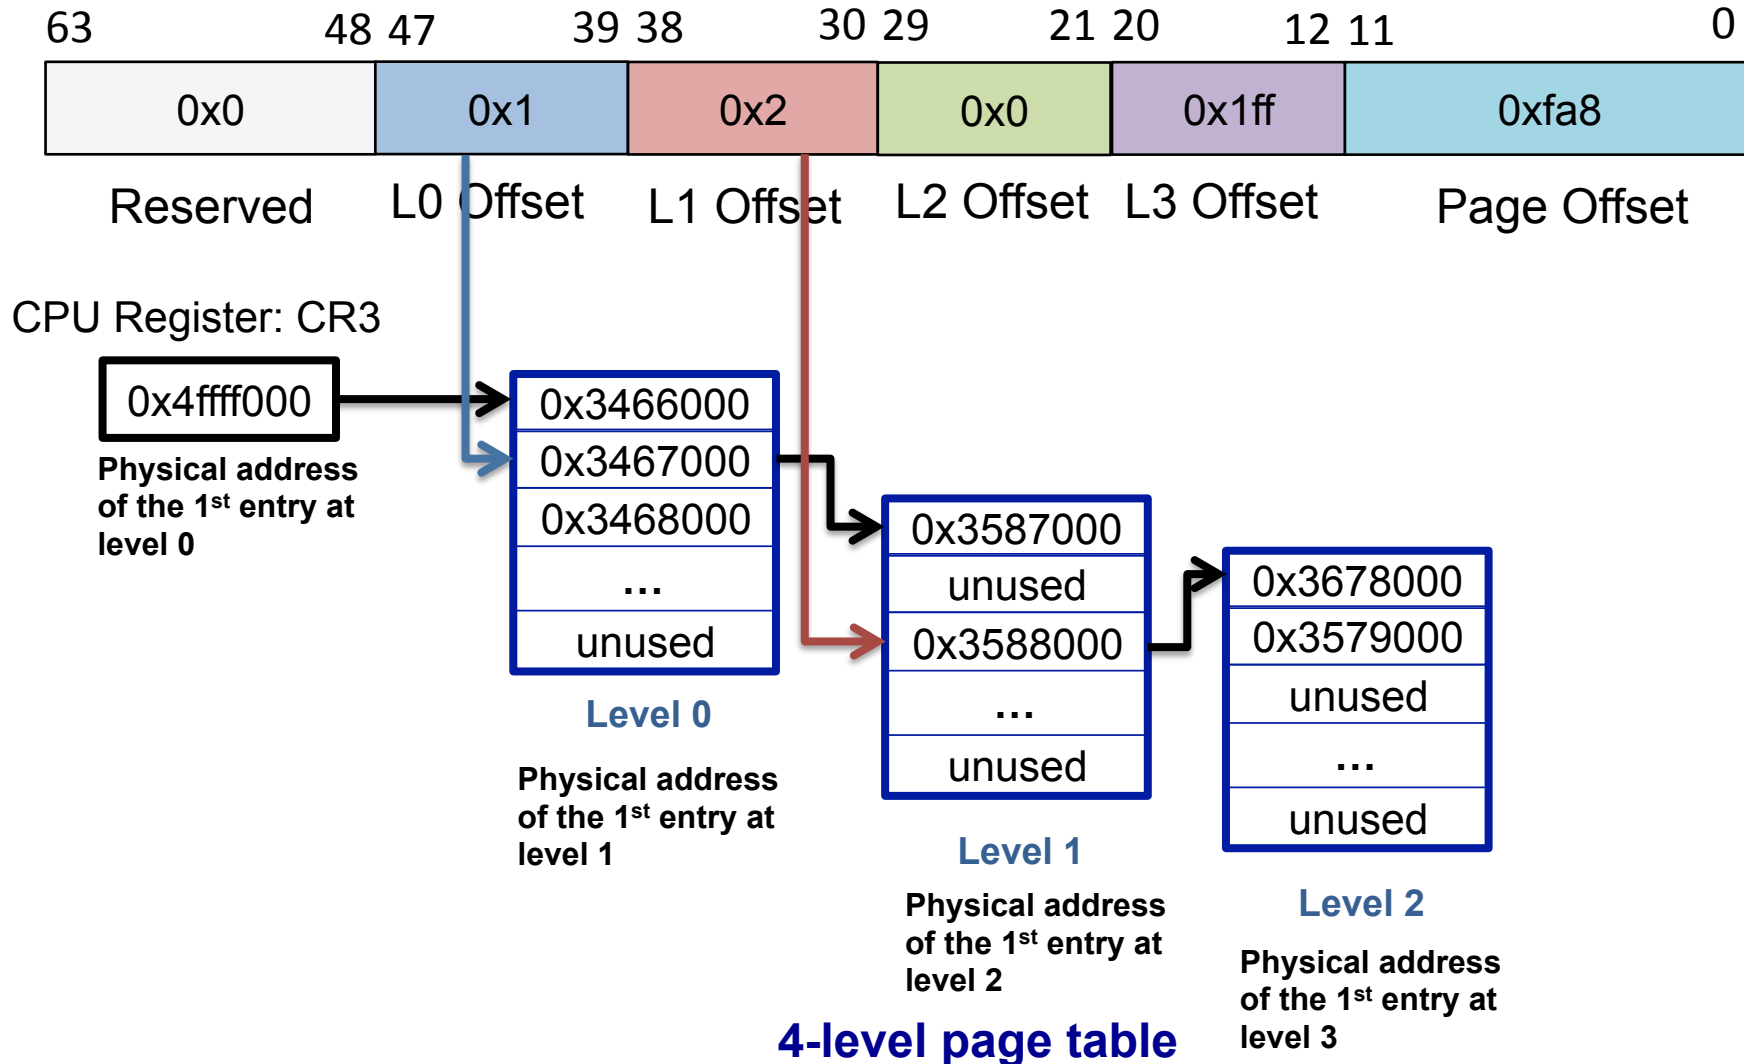 63 48 47 39 38 30 29 21 20 12 11 0
0x0 0x1 0x2 0x0 0x1ff 0xfa8
Reserved L0 Offset L1 Offset L2 Offset L3 Offset Page Offset
CPU Register: CR3
0x4ffff000
Physical address
of the 1st entry at
level 0
0x3466000
0x3467000
0x3468000
...
unused
Level 0
Physical address
of the 1st entry at
level 1
0x3587000
unused
0x3588000
...
unused
Level 1
Physical address
of the 1st entry at
level 2
0x3678000
0x3579000
unused
...
unused
Level 2
Physical address
of the 1st entry at
level 3
4-level page table